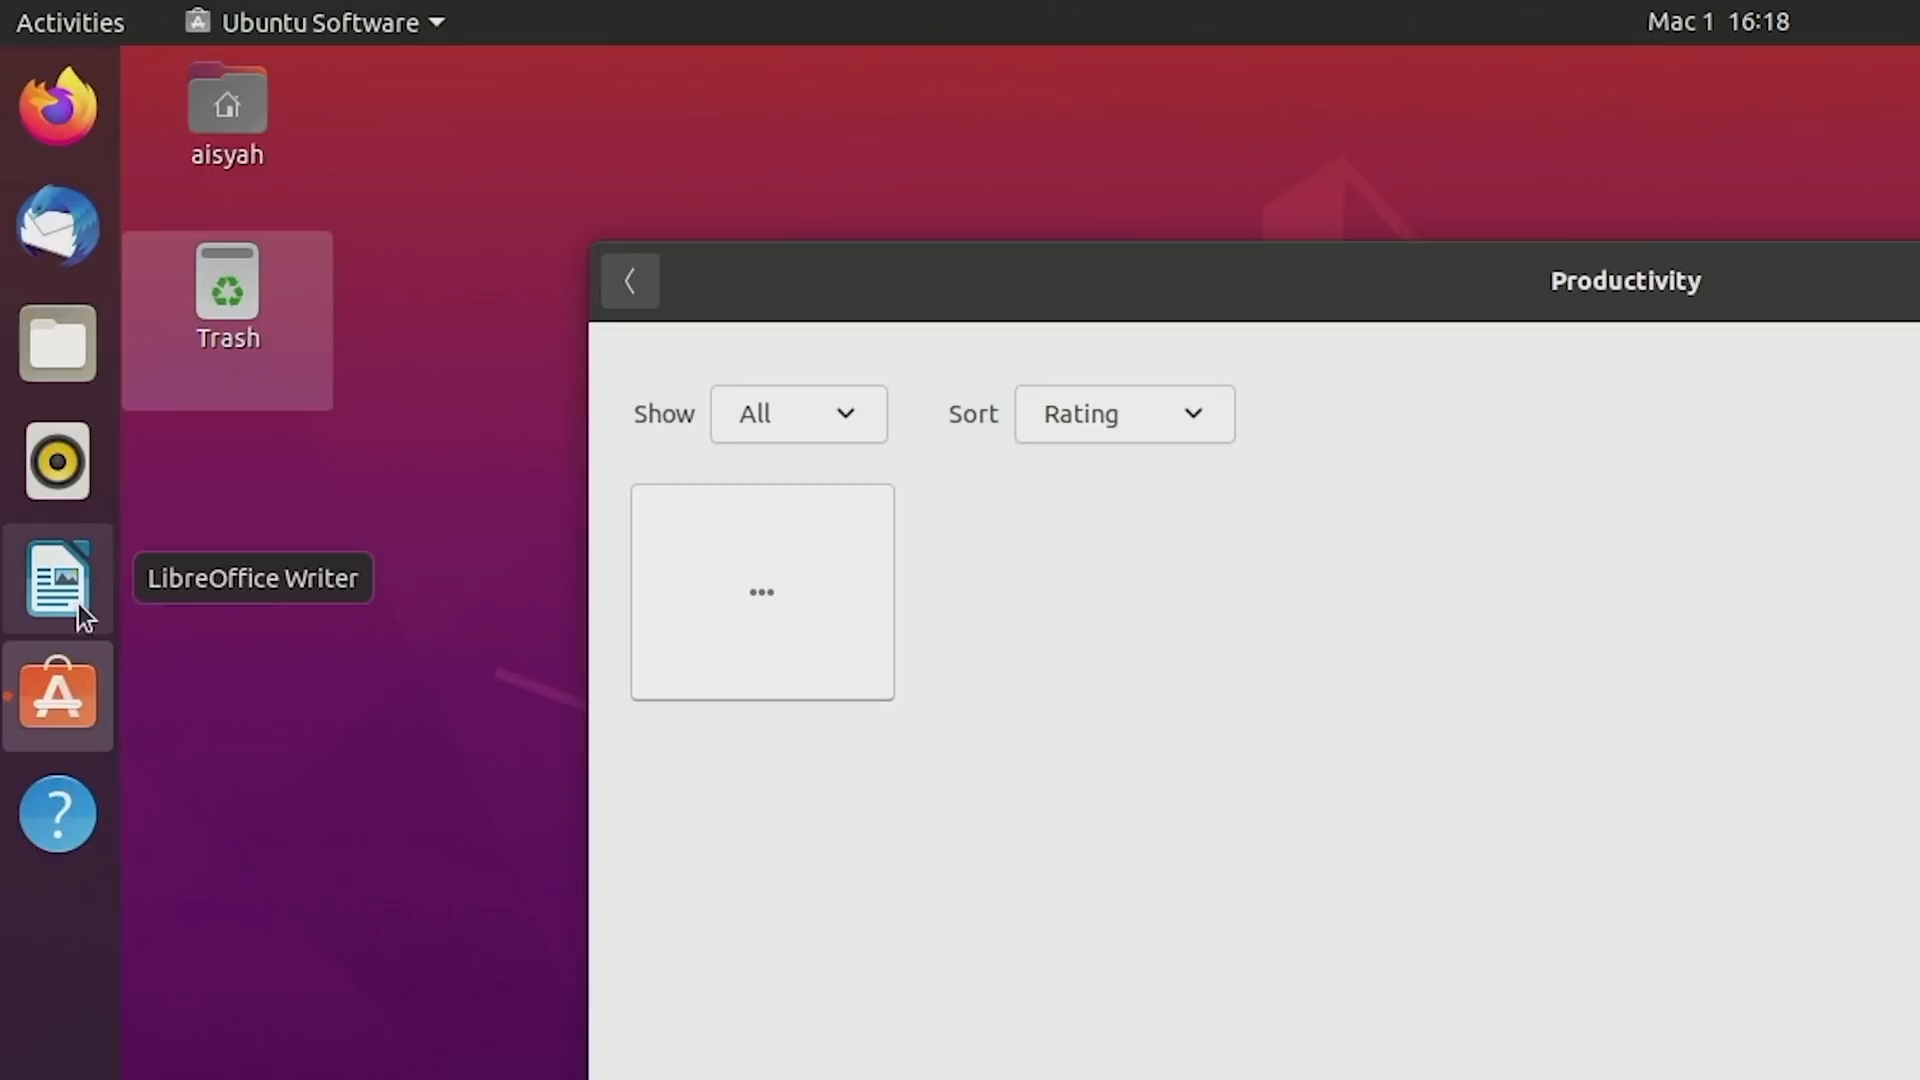 Activities
Ubuntu Software
Mac 1 16:18
aisyah
Trash
Productivity
Show All Sort Rating
...
LibreOffice Writer